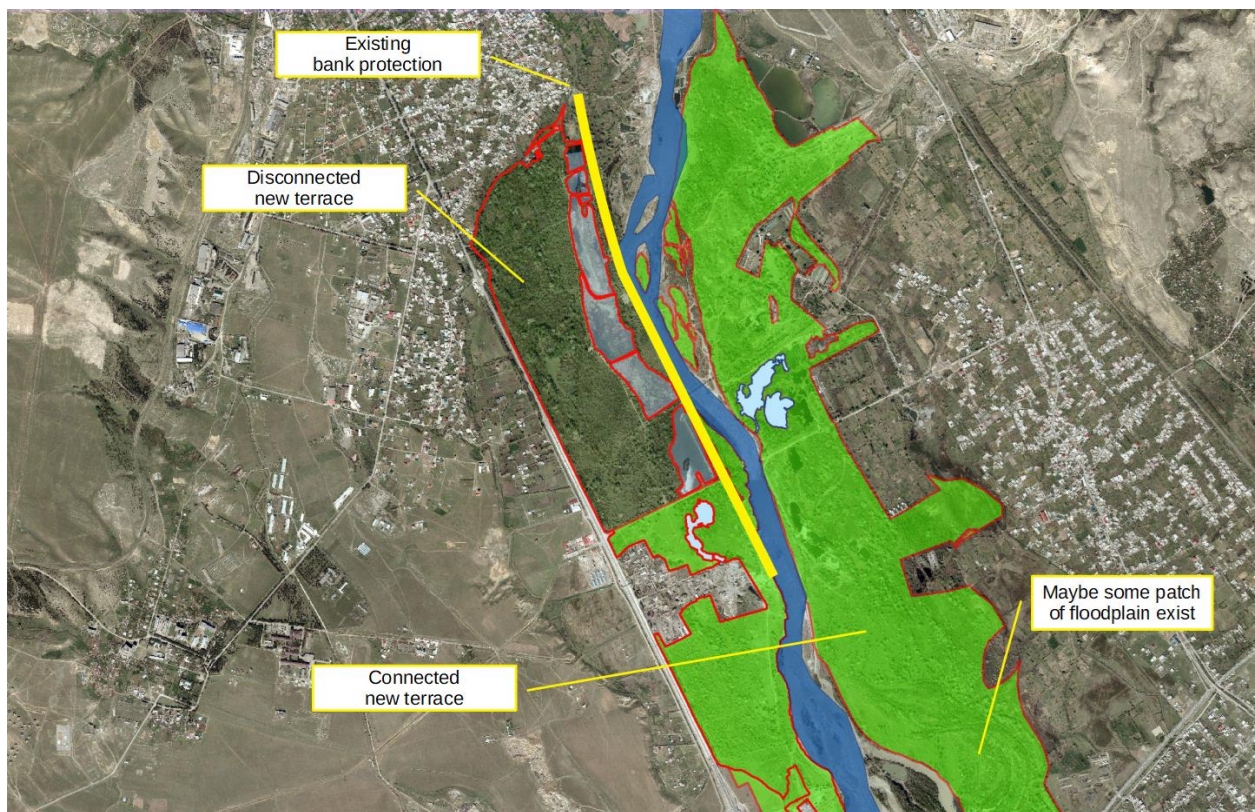 Existing
bank protection
Disconnected
new terrace
Maybe some patch
of floodplain exist
Connected
new terrace